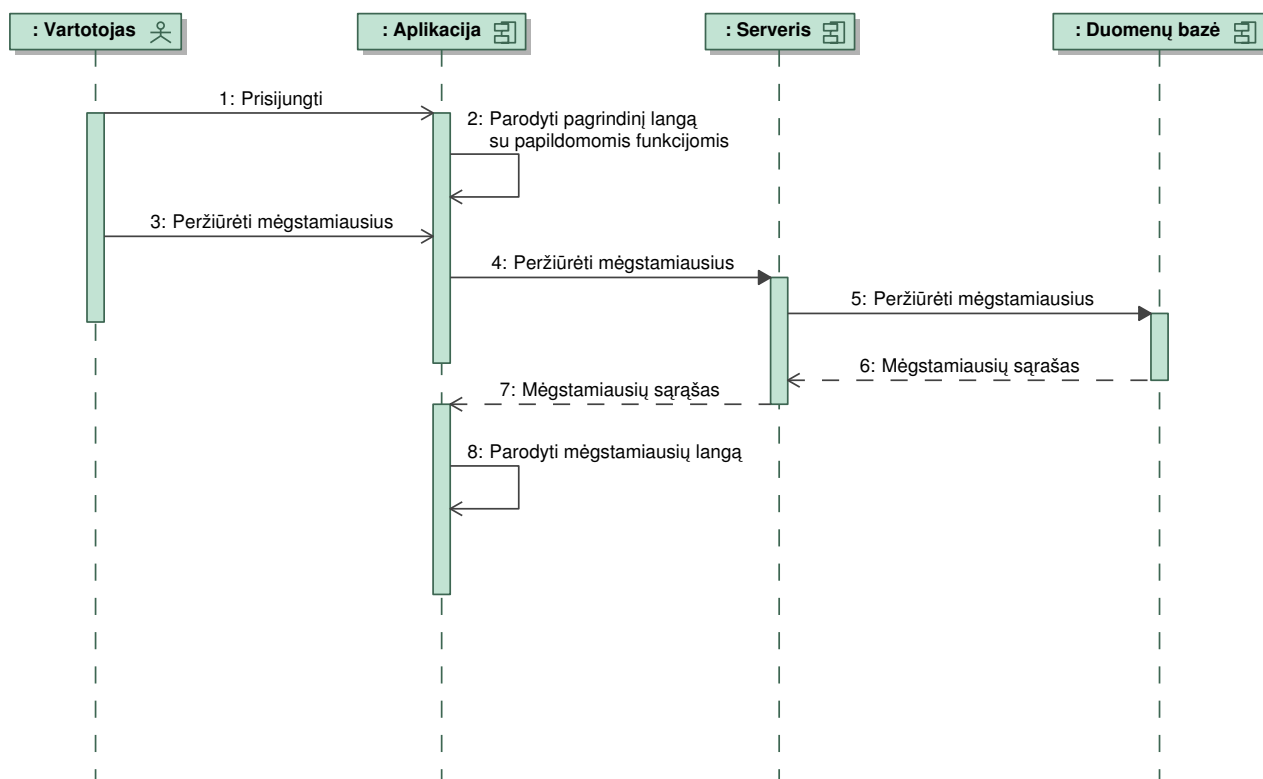 : Vartotojas
: Aplikacija
: Serveris
: Duomenų bazė
1: Prisijungti
2: Parodyti pagrindinį langą
su papildomomis funkcijomis
3: Peržiūrėti mėgstamiausius
4: Peržiūrėti mėgstamiausius
5: Peržiūrėti mėgstamiausius
6: Mėgstamiausių sąrašas
7: Mėgstamiausių sąrąšas
8: Parodyti mėgstamiausių langą